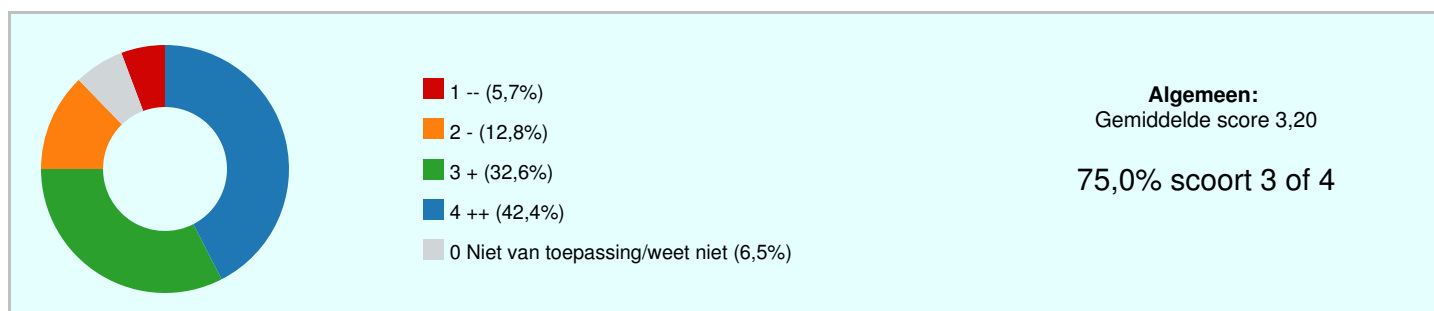 1 -- (5,7%)
2 - (12,8%)
3 + (32,6%)
4 ++ (42,4%)
0 Niet van toepassing/weet niet (6,5%)
Algemeen:
Gemiddelde score 3,20
75,0% scoort 3 of 4